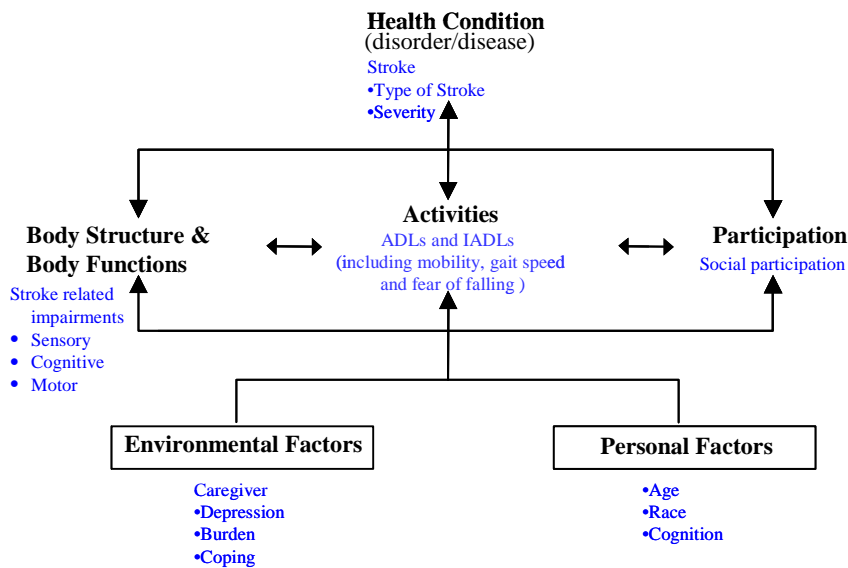 Health Condition
(disorder/disease)
Stroke
•Type of Stroke
•Severity
Body Structure &
Body Functions
Stroke related
impairments
• Sensory
• Cognitive
• Motor
Activities
ADLs and IADLs
(including mobility, gait speed
and fear of falling )
Participation
Social participation
Environmental Factors
Caregiver
•Depression
•Burden
•Coping
Personal Factors
•Age
•Race
•Cognition